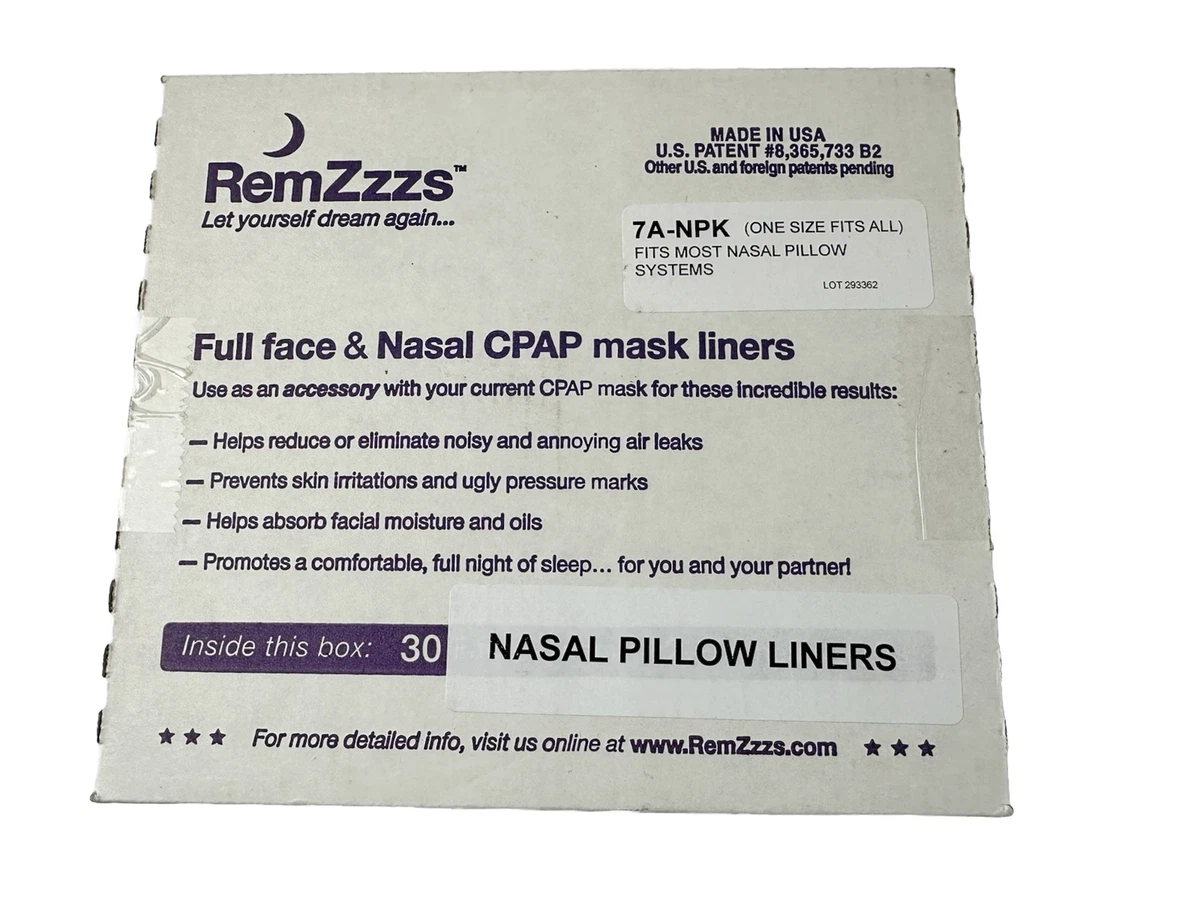 RemZzzs™
Let yourself dream again...
MADE IN USA
U.S. PATENT #8,365,733 B2
Other U.S. and foreign patents pending
7A-NPK (ONE SIZE FITS ALL)
FITS MOST NASAL PILLOW
SYSTEMS
LOT 293362
Full face & Nasal CPAP mask liners
Use as an accessory with your current CPAP mask for these incredible results:
— Helps reduce or eliminate noisy and annoying air leaks
— Prevents skin irritations and ugly pressure marks
— Helps absorb facial moisture and oils
— Promotes a comfortable, full night of sleep... for you and your partner!
Inside this box: 30 NASAL PILLOW LINERS
★ ★ ★ For more detailed info, visit us online at www.RemZzzs.com ★ ★ ★